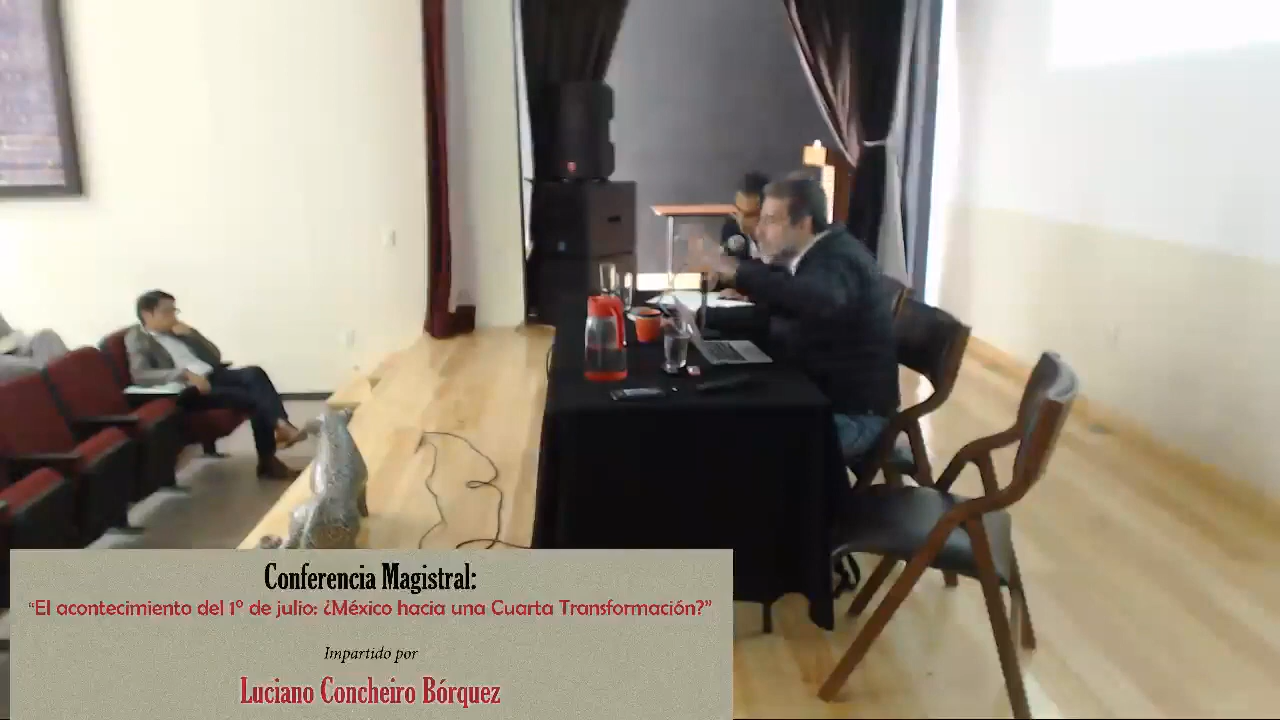 Conferencia Magistral:
“El acontecimiento del 1º de julio: ¿México hacia una Cuarta Transformación?”
Impartido por
Luciano Concheiro Bórquez